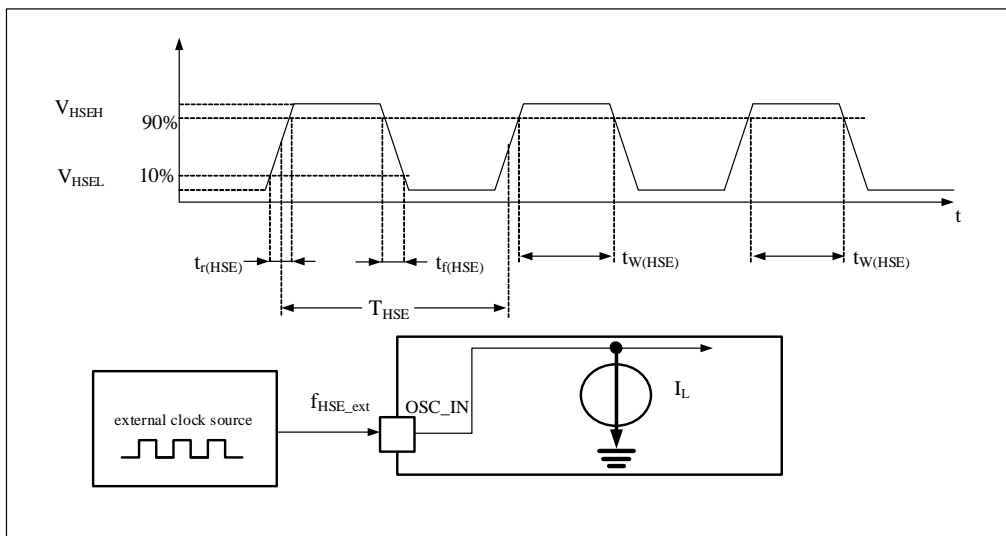 V_HSEH
90%
V_HSEL
10%
t
t_r(HSE)
t_f(HSE)
t_W(HSE)
t_W(HSE)
T_HSE
external clock source
f_HSE_ext
OSC_IN
I_L